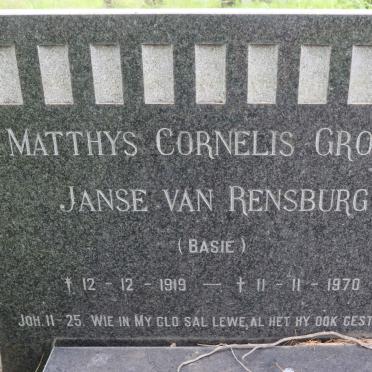 MATTHYS CORNELIS GRO
JANSE VAN RENSBURG
(BASIE)
✝ 12 - 12 - 1919 — ✝ 11 - 11 - 1970
JOH. 11-25. WIE IN MY GLO SAL LEWE, AL HET HY OOK GEST